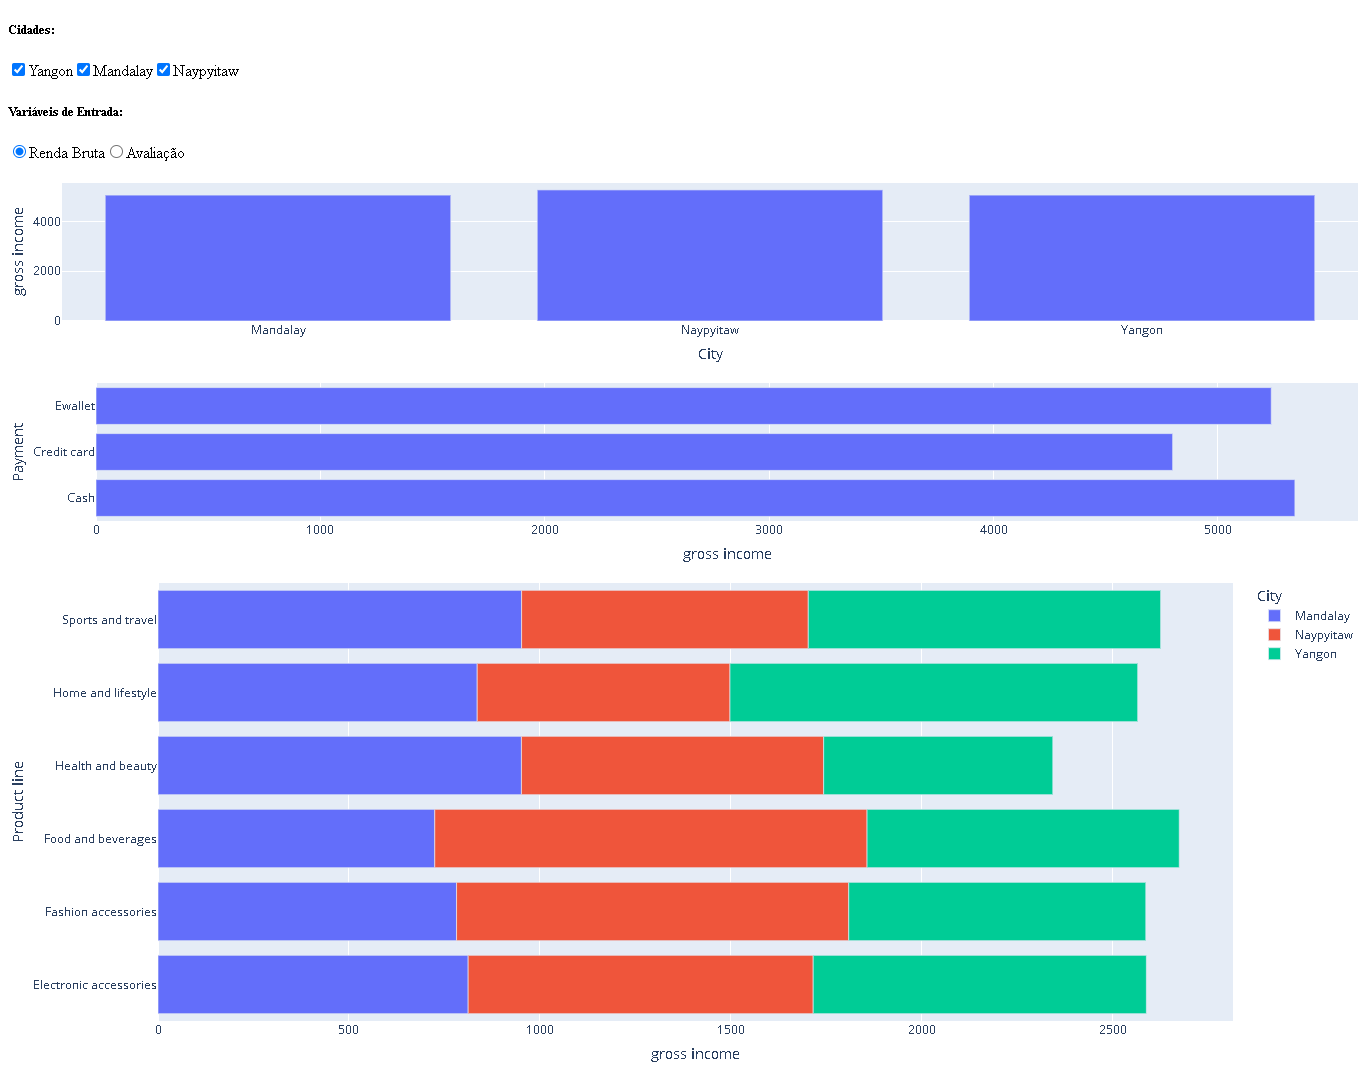 Cidades:
Yangon Mandalay Naypyitaw
Variáveis de Entrada:
Renda Bruta Avaliação
gross income
4000
2000
0
Mandalay Naypyitaw Yangon
City
Payment
Ewallet
Credit card
Cash
0 1000 2000 3000 4000 5000
gross income
City
Mandalay
Naypyitaw
Yangon
Product line
Sports and travel
Home and lifestyle
Health and beauty
Food and beverages
Fashion accessories
Electronic accessories
0 500 1000 1500 2000 2500
gross income